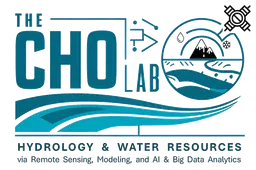 THE
CHO LAB
HYDROLOGY & WATER RESOURCES
via Remote Sensing, Modeling, and AI & Big Data Analytics